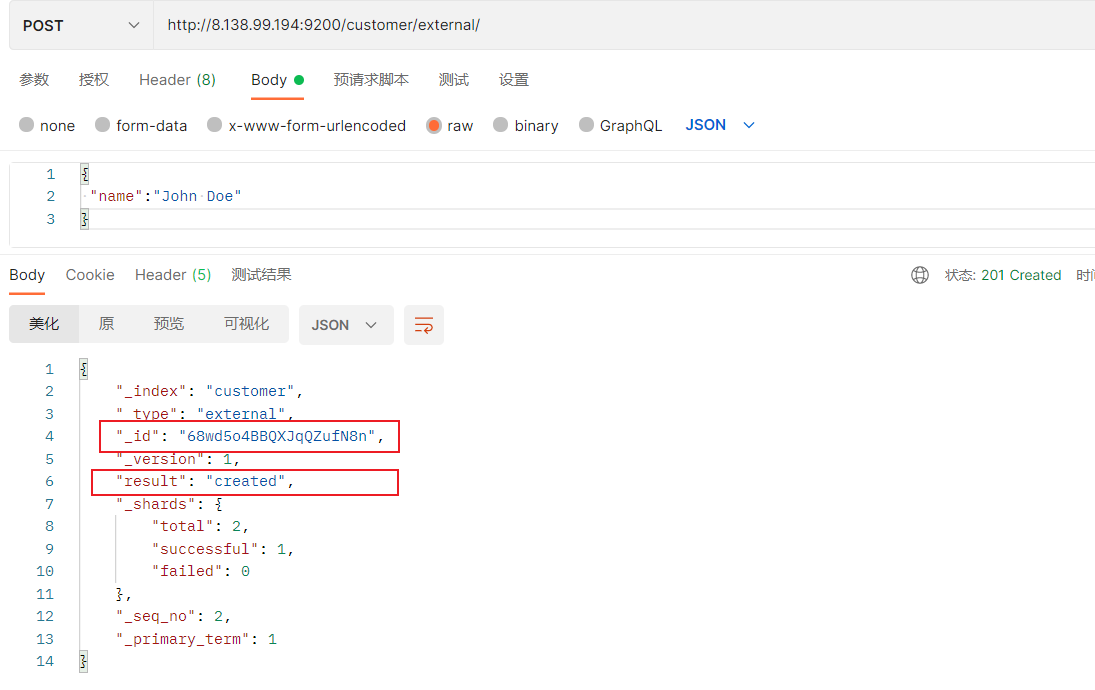 POST http://8.138.99.194:9200/customer/external/
参数 授权 Header (8) Body 预请求脚本 测试 设置
none form-data x-www-form-urlencoded raw binary GraphQL JSON
1 {
2 "name":"John Doe"
3 }
Body Cookie Header (5) 测试结果 状态: 201 Created
美化 原 预览 可视化 JSON
1 {
2 "_index": "customer",
3 "_type": "external",
4 "_id": "68wd5o4BBQXJqQZufN8n",
5 "_version": 1,
6 "result": "created",
7 "_shards": {
8 "total": 2,
9 "successful": 1,
10 "failed": 0
11 },
12 "_seq_no": 2,
13 "_primary_term": 1
14 }